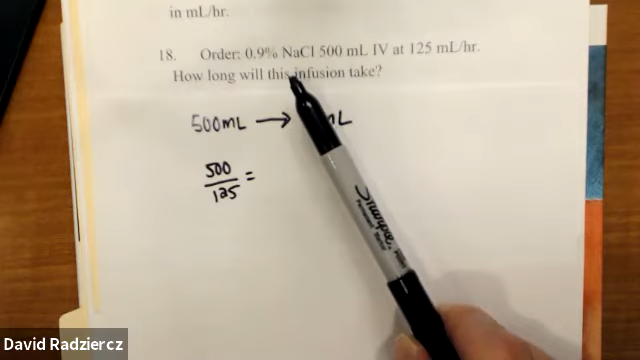 in mL/hr.
18. Order: 0.9% NaCl 500 mL IV at 125 mL/hr.
How long will this infusion take?
500mL → mL
500
125 =
Sharpie
David Radziercz